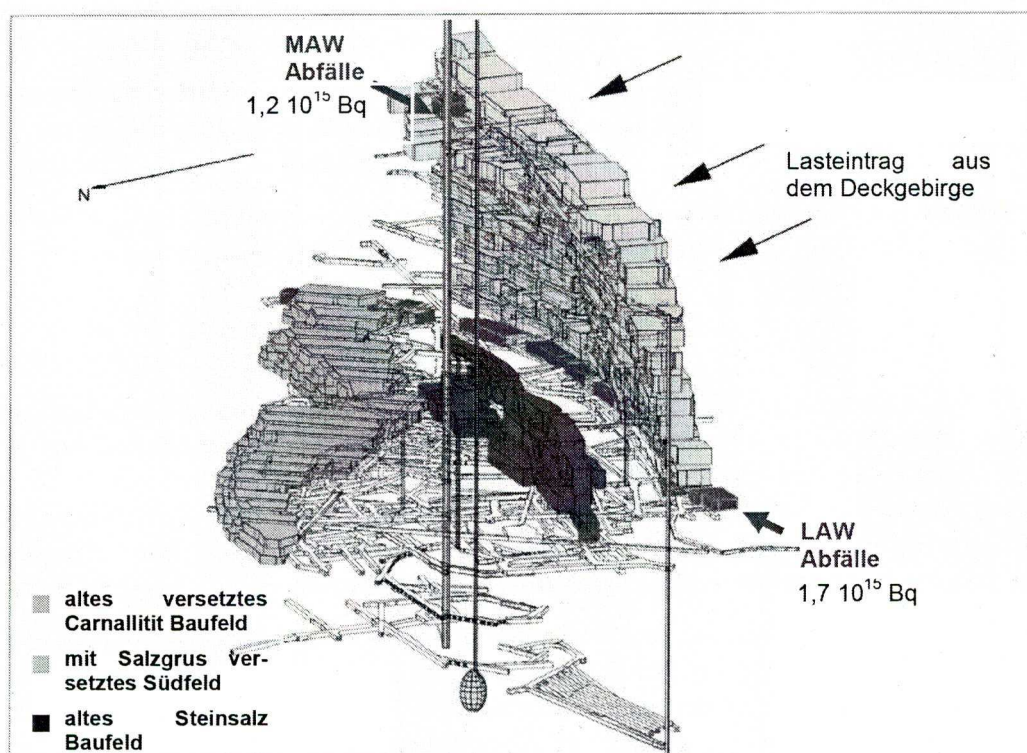 MAW
Abfälle
1,2 10¹⁵ Bq
N
Lasteintrag aus
dem Deckgebirge
LAW
Abfälle
1,7 10¹⁵ Bq
altes versetztes
Carnallitit Baufeld
mit Salzgrus ver-
setztes Südfeld
altes Steinsalz
Baufeld